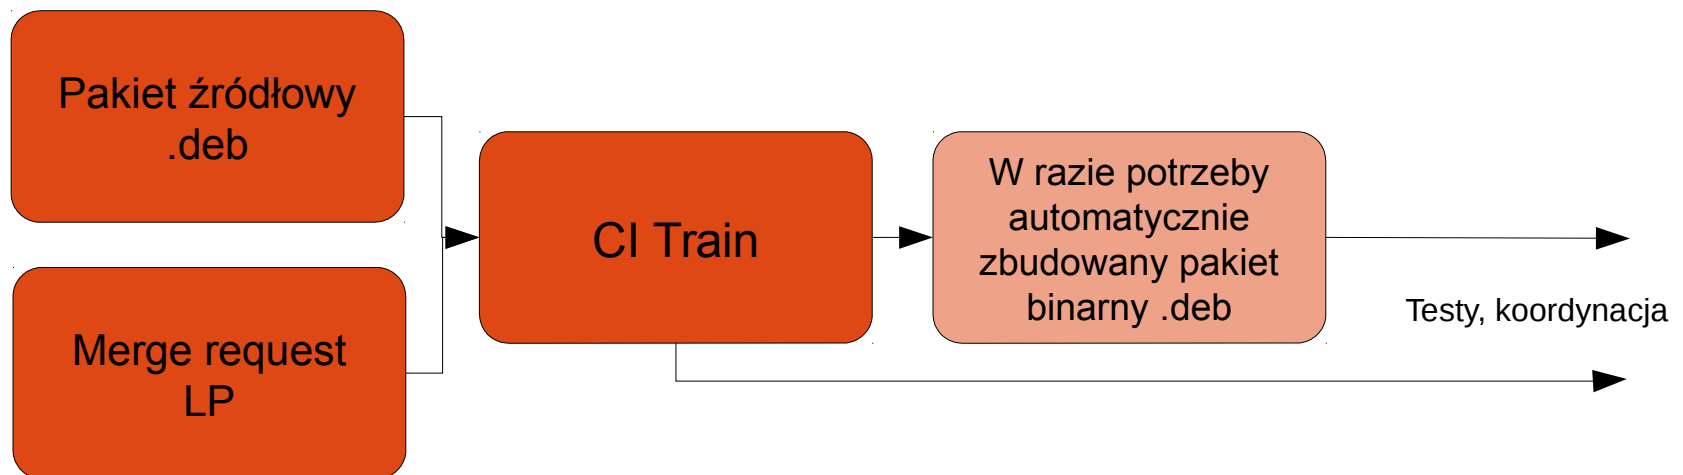 Pakiet źródłowy
.deb
Merge request
LP
CI Train
W razie potrzeby
automatycznie
zbudowany pakiet
binarny .deb
Testy, koordynacja